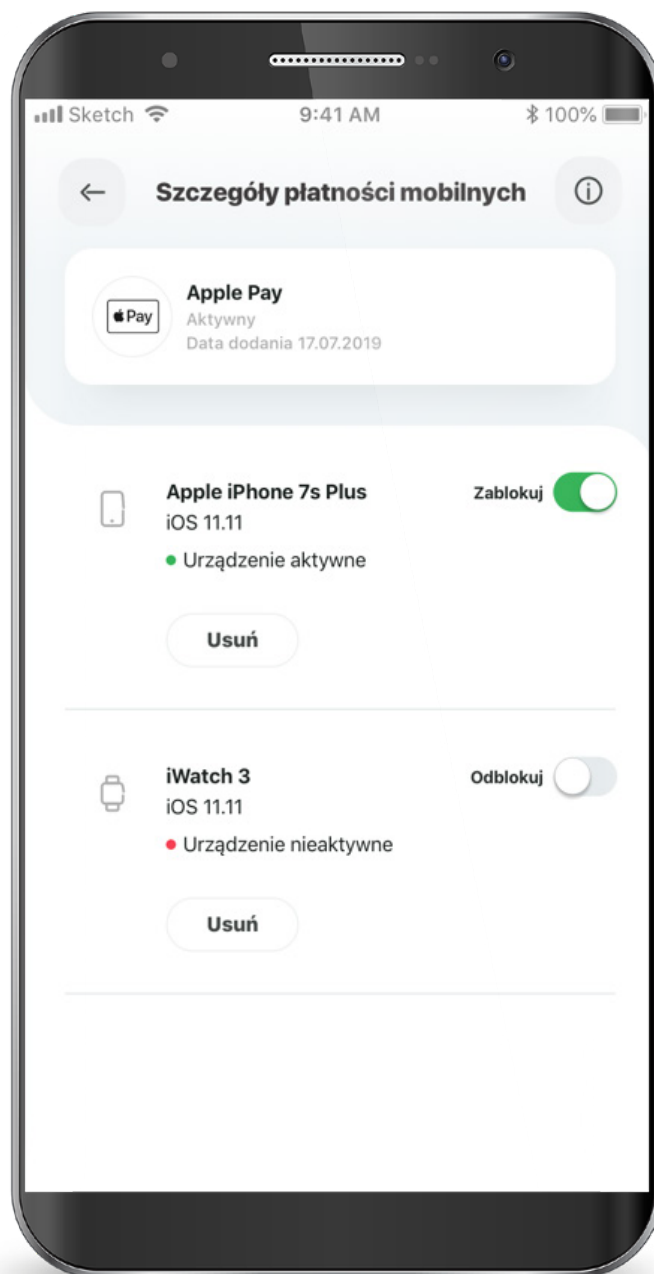 Sketch 9:41 AM 100%
Szczegóły płatności mobilnych
Apple Pay
Pay
Aktywny
Data dodania 17.07.2019
Apple iPhone 7s Plus
Zablokuj
iOS 11.11
Urządzenie aktywne
Usuń
iWatch 3
Odblokuj
iOS 11.11
Urządzenie nieaktywne
Usuń